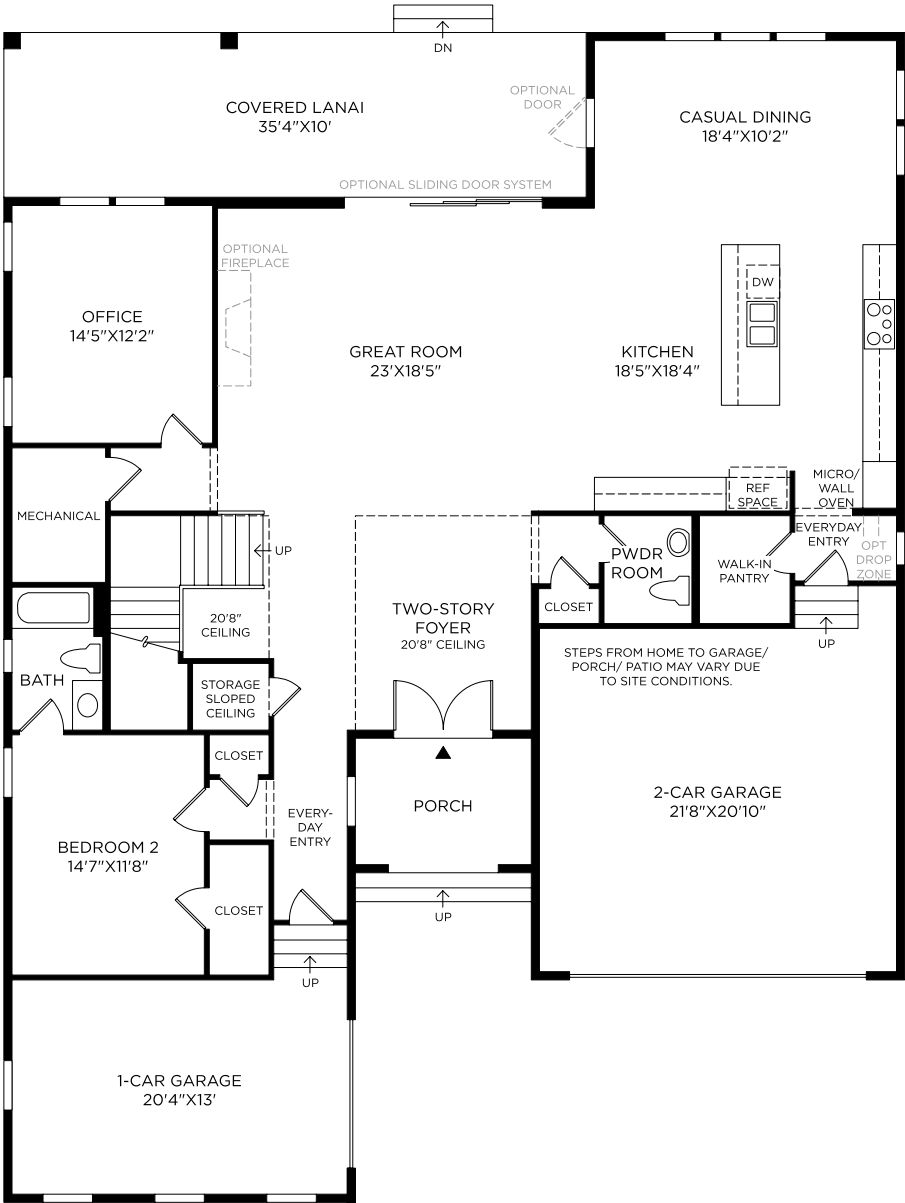 DN
COVERED LANAI
35'4"X10'
OPTIONAL
DOOR
CASUAL DINING
18'4"X10'2"
OPTIONAL SLIDING DOOR SYSTEM
OPTIONAL
FIREPLACE
OFFICE
14'5"X12'2"
GREAT ROOM
23'X18'5"
KITCHEN
18'5"X18'4"
DW
MECHANICAL
REF
SPACE
MICRO/
WALL
OVEN
UP
EVERYDAY
ENTRY
OPT
DROP
ZONE
PWDR
ROOM
WALK-IN
PANTRY
CLOSET
20'8"
CEILING
TWO-STORY
FOYER
20'8" CEILING
UP
STEPS FROM HOME TO GARAGE/
PORCH/ PATIO MAY VARY DUE
TO SITE CONDITIONS.
BATH
STORAGE
SLOPED
CEILING
CLOSET
PORCH
2-CAR GARAGE
21'8"X20'10"
EVERY-
DAY
ENTRY
BEDROOM 2
14'7"X11'8"
CLOSET
UP
UP
1-CAR GARAGE
20'4"X13'